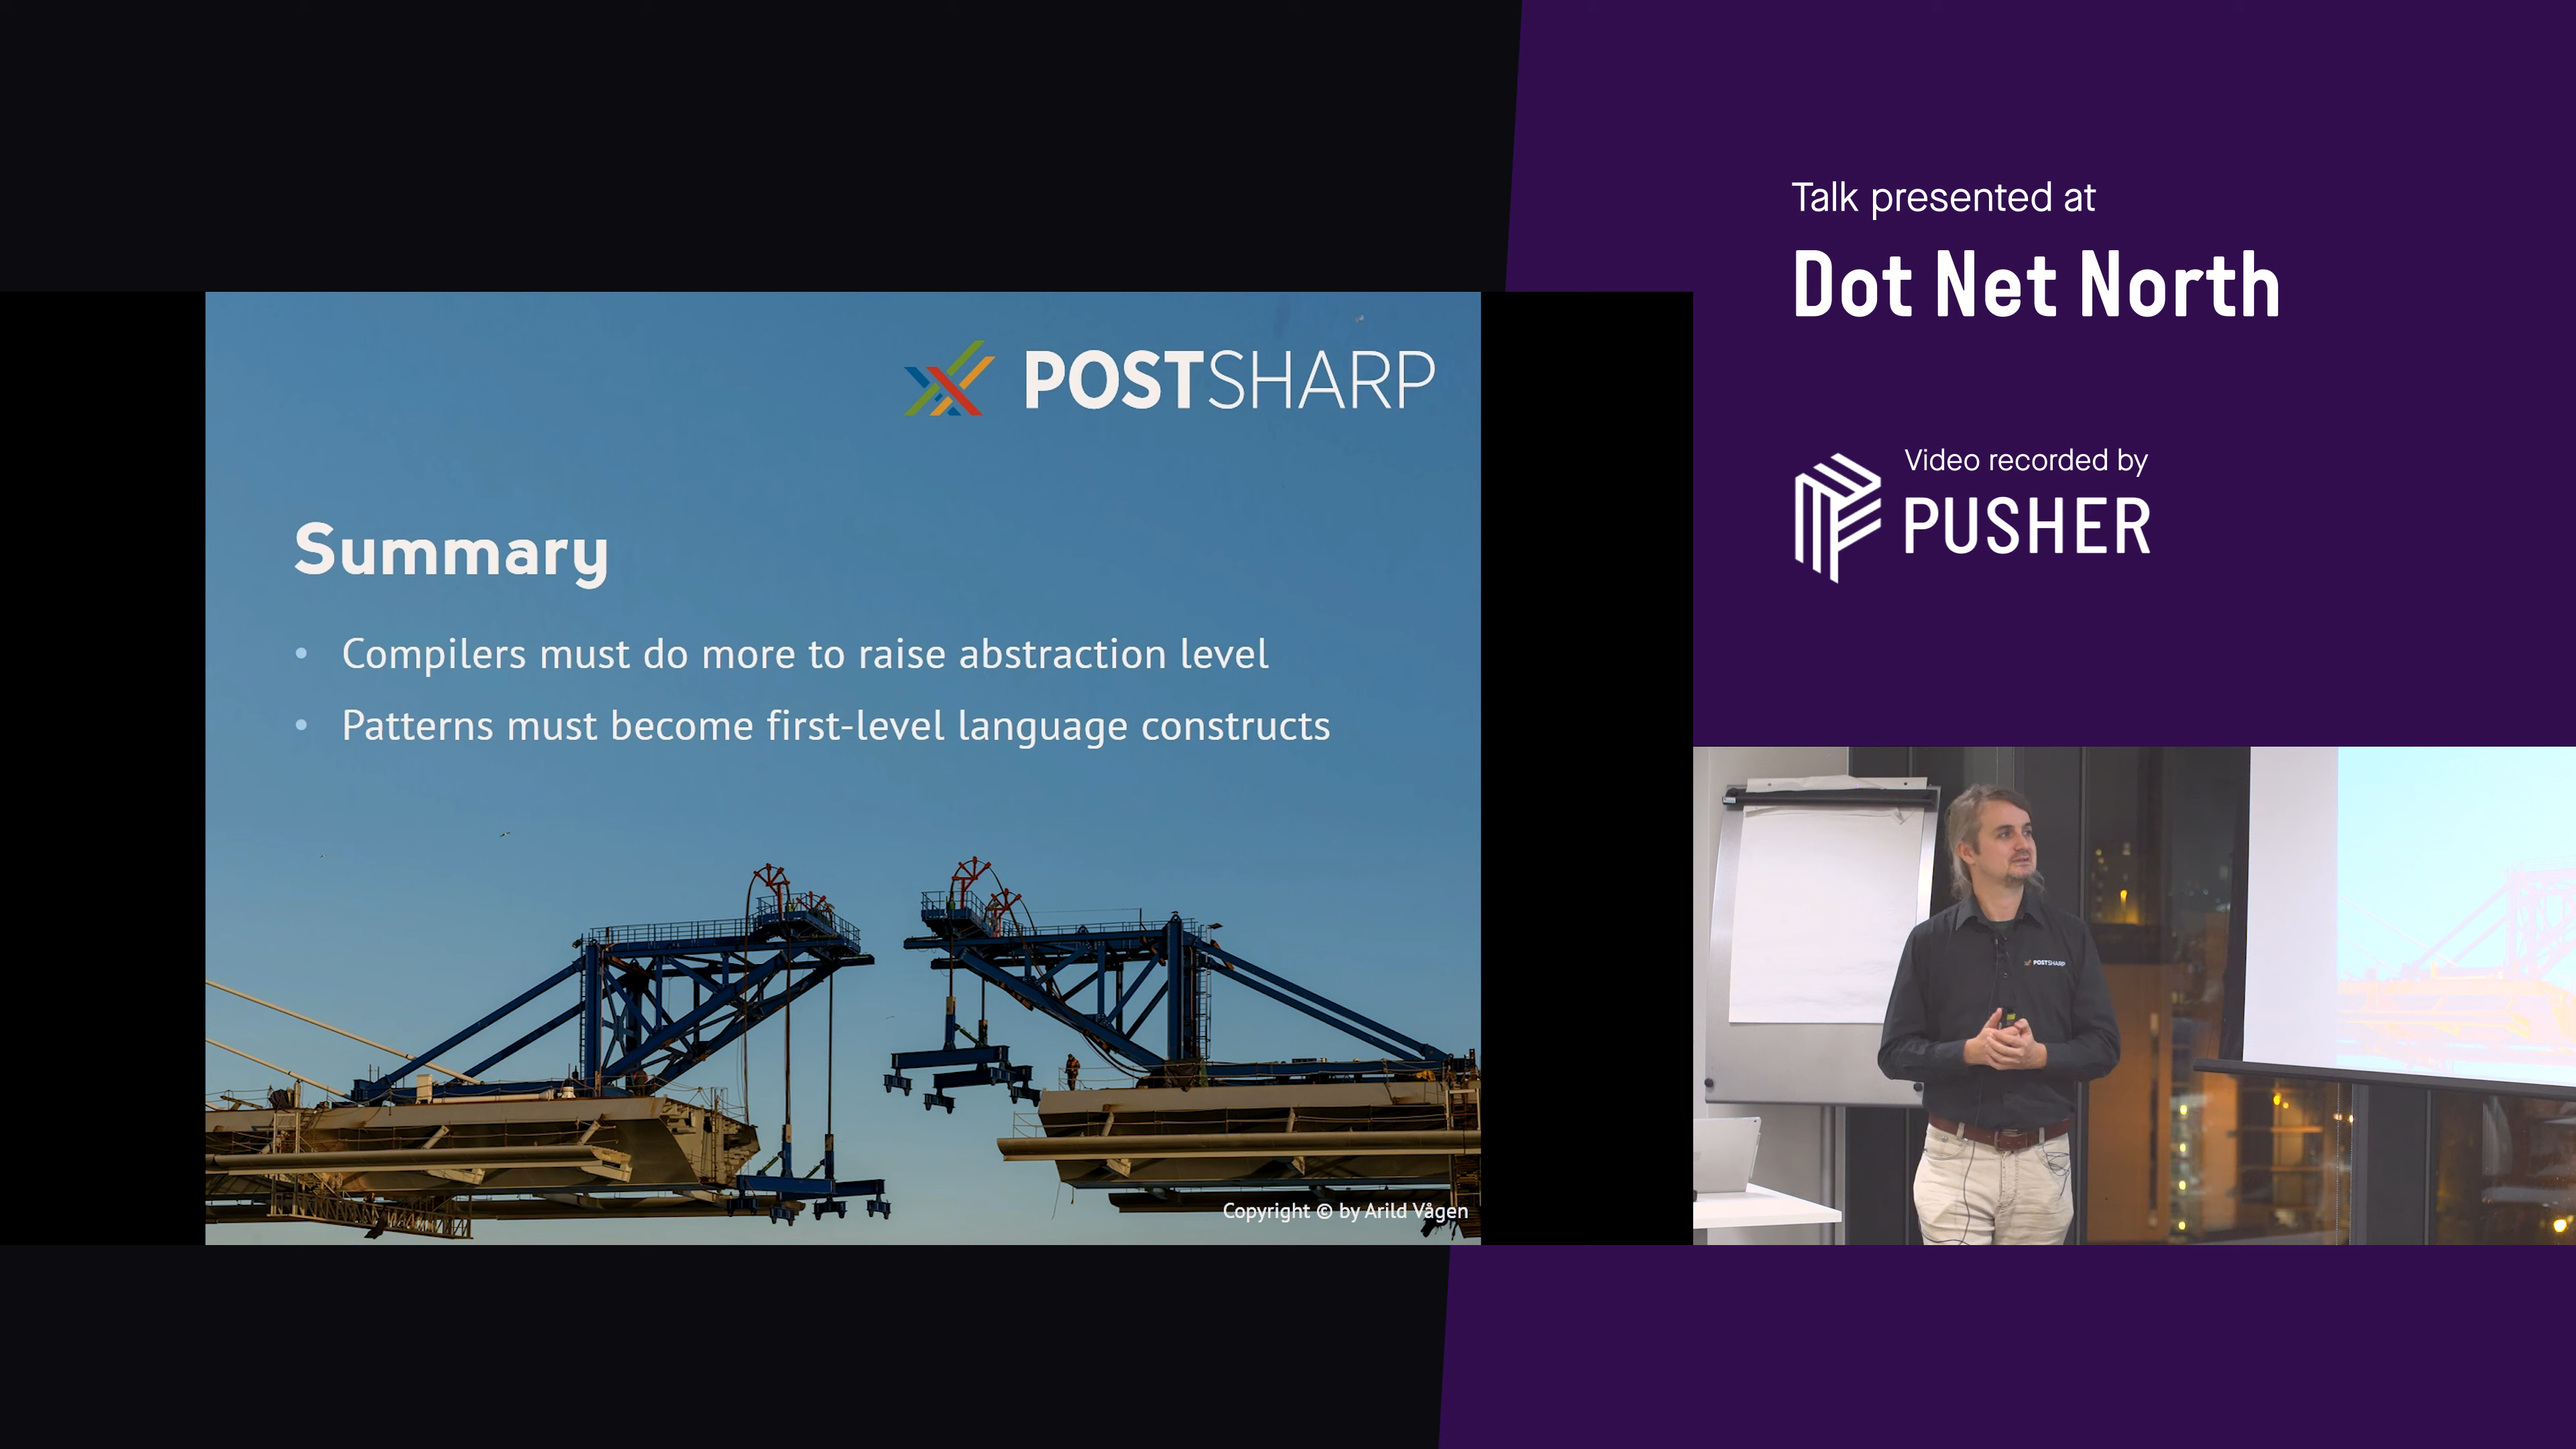 POSTSHARP
Summary
• Compilers must do more to raise abstraction level
• Patterns must become first-level language constructs
Copyright © by Arild Vågen
Talk presented at
Dot Net North
Video recorded by
PUSHER
POSTSHARP